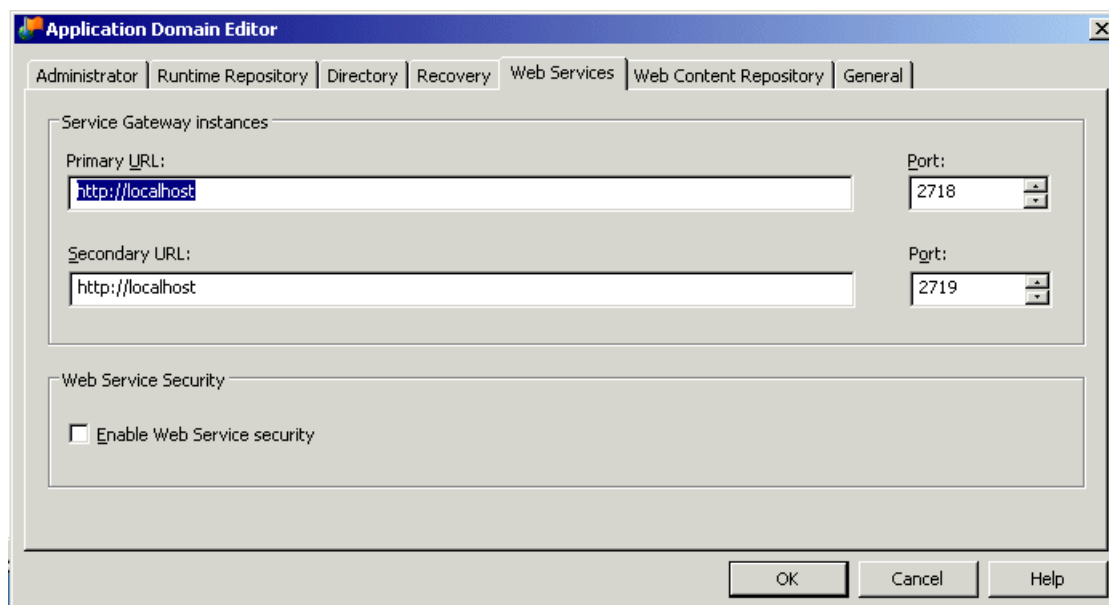 Application Domain Editor
Administrator Runtime Repository Directory Recovery Web Services Web Content Repository General
Service Gateway instances
Primary URL: Port:
http://localhost 2718
Secondary URL: Port:
http://localhost 2719
Web Service Security
Enable Web Service security
OK Cancel Help